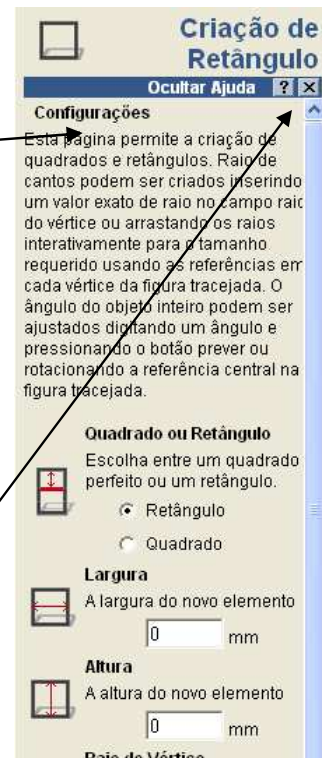 Criação de
Retângulo
Ocultar Ajuda ? X
Configurações
Esta página permite a criação de
quadrados e retângulos. Raio de
cantos podem ser criados inserindo
um valor exato de raio no campo raio
do vértice ou arrastando os raios
interativamente para o tamanho
requerido usando as referências em
cada vértice da figura tracejada. O
ângulo do objeto inteiro podem ser
ajustados digitando um ângulo e
pressionando o botão prever ou
rotacionando a referência central na
figura tracejada.
Quadrado ou Retângulo
Escolha entre um quadrado
perfeito ou um retângulo.
Retângulo
Quadrado
Largura
A largura do novo elemento
0 mm
Altura
A altura do novo elemento
0 mm
Raio do Vértice